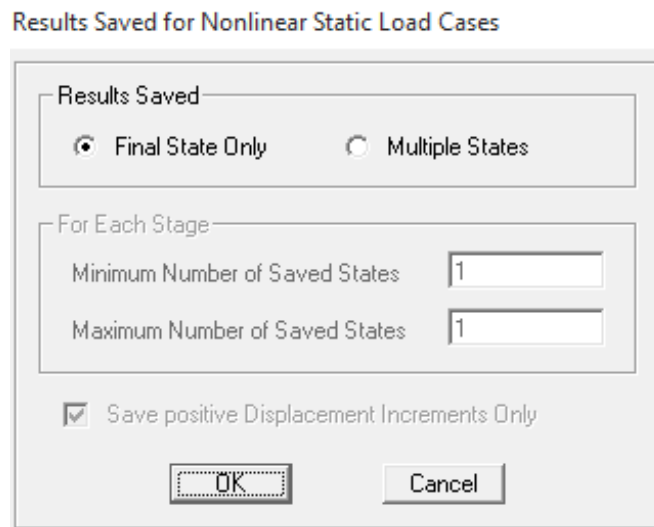 Results Saved for Nonlinear Static Load Cases
Results Saved
Final State Only Multiple States
For Each Stage
Minimum Number of Saved States 1
Maximum Number of Saved States 1
Save positive Displacement Increments Only
OK Cancel